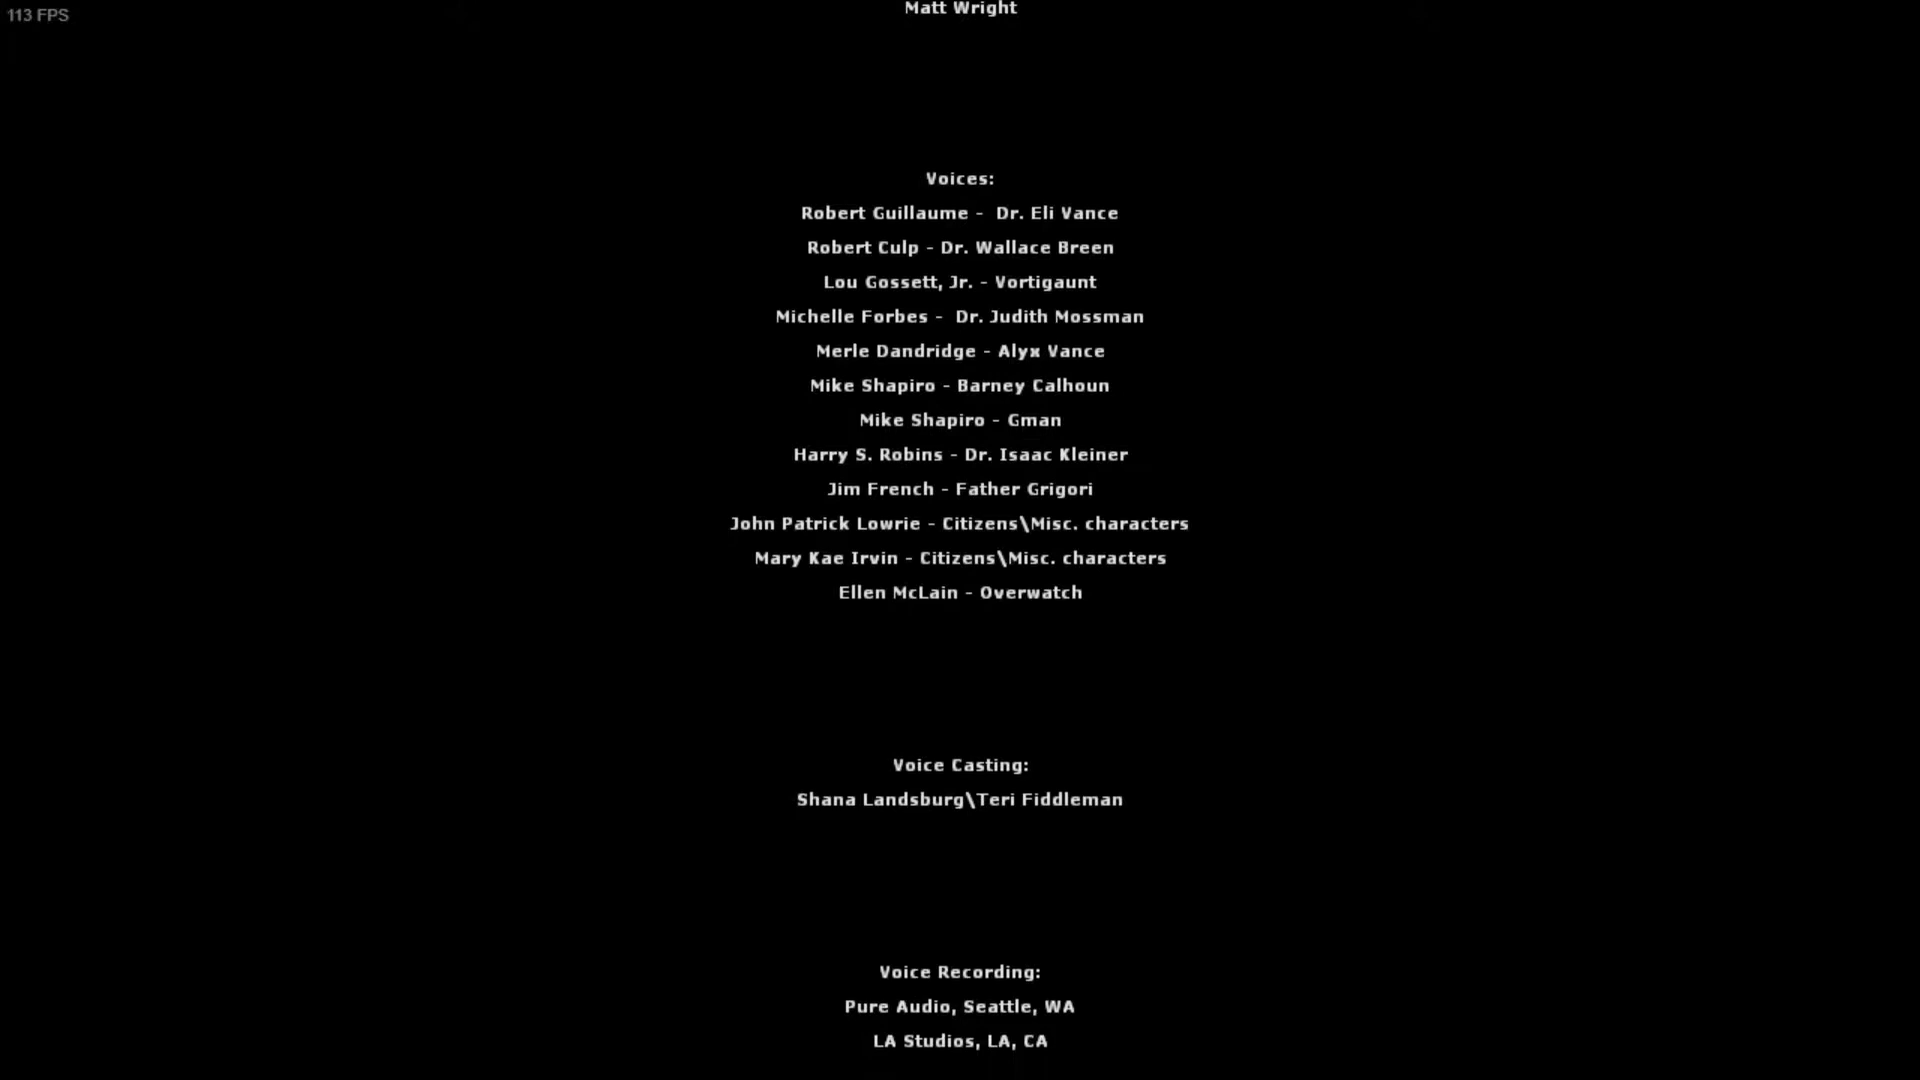 113 FPS
Matt Wright
Voices:
Robert Guillaume -  Dr. Eli Vance
Robert Culp - Dr. Wallace Breen
Lou Gossett, Jr. - Vortigaunt
Michelle Forbes -  Dr. Judith Mossman
Merle Dandridge - Alyx Vance
Mike Shapiro - Barney Calhoun
Mike Shapiro - Gman
Harry S. Robins - Dr. Isaac Kleiner
Jim French - Father Grigori
John Patrick Lowrie - Citizens\Misc. characters
Mary Kae Irvin - Citizens\Misc. characters
Ellen McLain - Overwatch
Voice Casting:
Shana Landsburg\Teri Fiddleman
Voice Recording:
Pure Audio, Seattle, WA
LA Studios, LA, CA